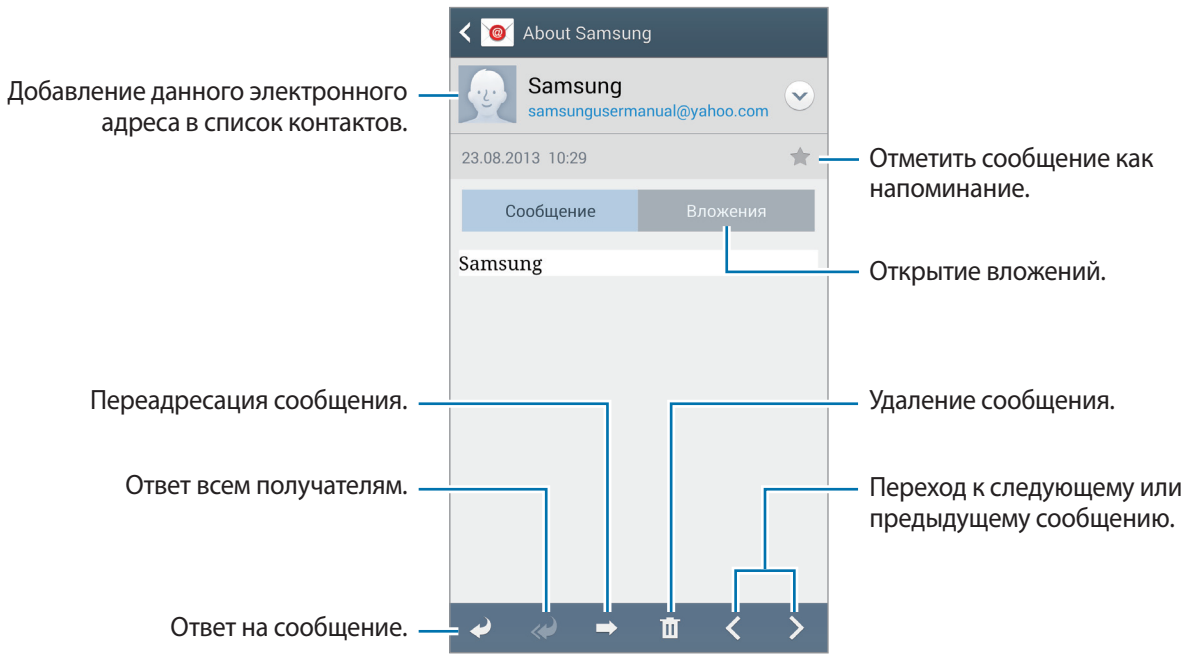 About Samsung
Добавление данного электронного
адреса в список контактов.
Samsung
samsungusermanual@yahoo.com
23.08.2013 10:29
Отметить сообщение как
напоминание.
Сообщение
Вложения
Samsung
Открытие вложений.
Переадресация сообщения.
Удаление сообщения.
Ответ всем получателям.
Переход к следующему или
предыдущему сообщению.
Ответ на сообщение.